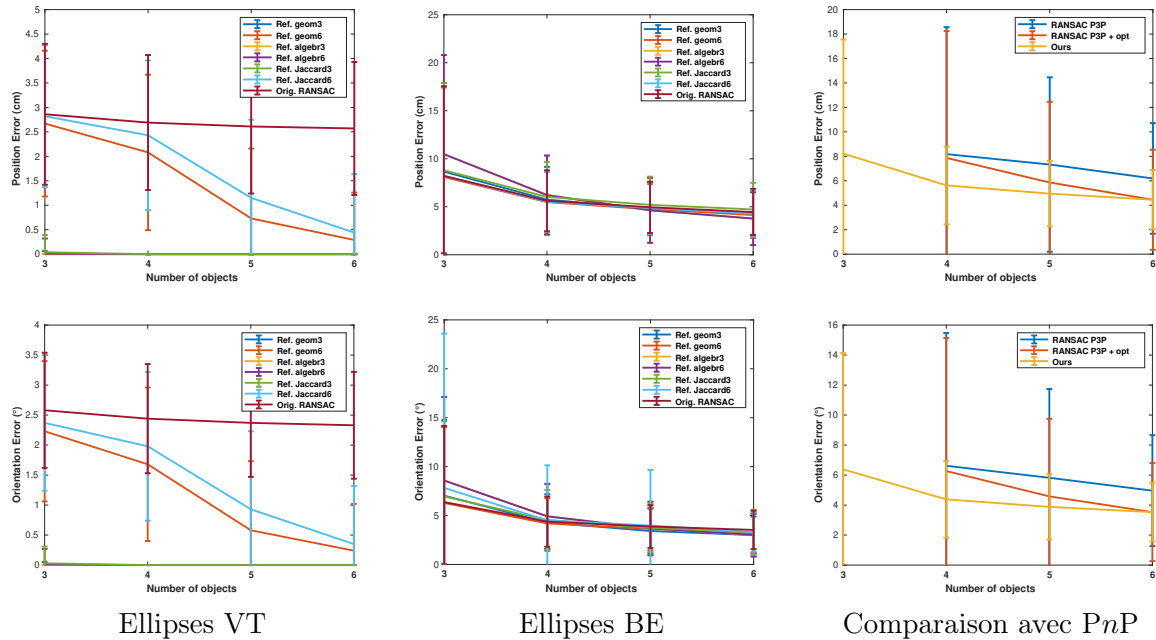 5
4.5
4
3.5
3
2.5
2
1.5
1
0.5
0
Position Error (cm)
3 4 5 6
Number of objects
Ref. geom3
Ref. geom6
Ref. algebr3
Ref. algebr6
Ref. Jaccard3
Ref. Jaccard6
Orig. RANSAC
25
20
15
10
5
0
Position Error (cm)
3 4 5 6
Number of objects
Ref. geom3
Ref. geom6
Ref. algebr3
Ref. algebr6
Ref. Jaccard3
Ref. Jaccard6
Orig. RANSAC
20
18
16
14
12
10
8
6
4
2
0
Position Error (cm)
3 4 5 6
Number of objects
RANSAC P3P
RANSAC P3P + opt
Ours
4
3.5
3
2.5
2
1.5
1
0.5
0
Orientation Error (°)
3 4 5 6
Number of objects
Ref. geom3
Ref. geom6
Ref. algebr3
Ref. algebr6
Ref. Jaccard3
Ref. Jaccard6
Orig. RANSAC
25
20
15
10
5
0
Orientation Error (°)
3 4 5 6
Number of objects
Ref. geom3
Ref. geom6
Ref. algebr3
Ref. algebr6
Ref. Jaccard3
Ref. Jaccard6
Orig. RANSAC
16
14
12
10
8
6
4
2
0
Orientation Error (°)
3 4 5 6
Number of objects
RANSAC P3P
RANSAC P3P + opt
Ours
Ellipses VT
Ellipses BE
Comparaison avec PnP